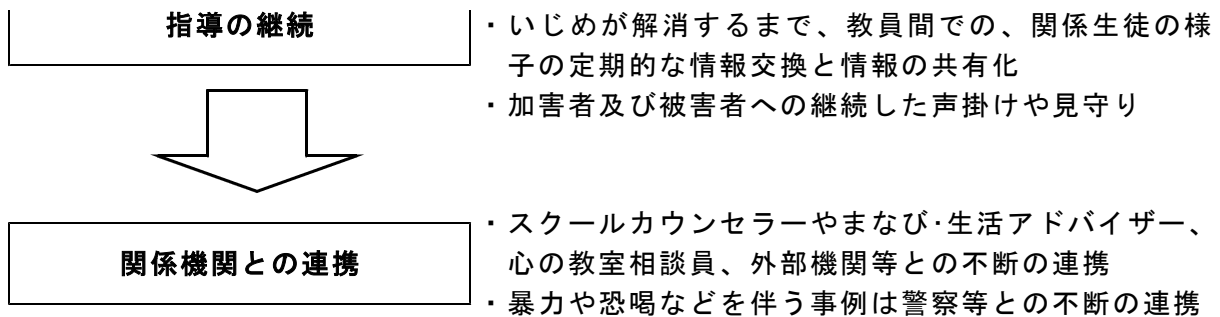 指導の継続
・いじめが解消するまで、教員間での、関係生徒の様
子の定期的な情報交換と情報の共有化
・加害者及び被害者への継続した声掛けや見守り
関係機関との連携
・スクールカウンセラーやまなび・生活アドバイザー、
心の教室相談員、外部機関等との不断の連携
・暴力や恐喝などを伴う事例は警察等との不断の連携